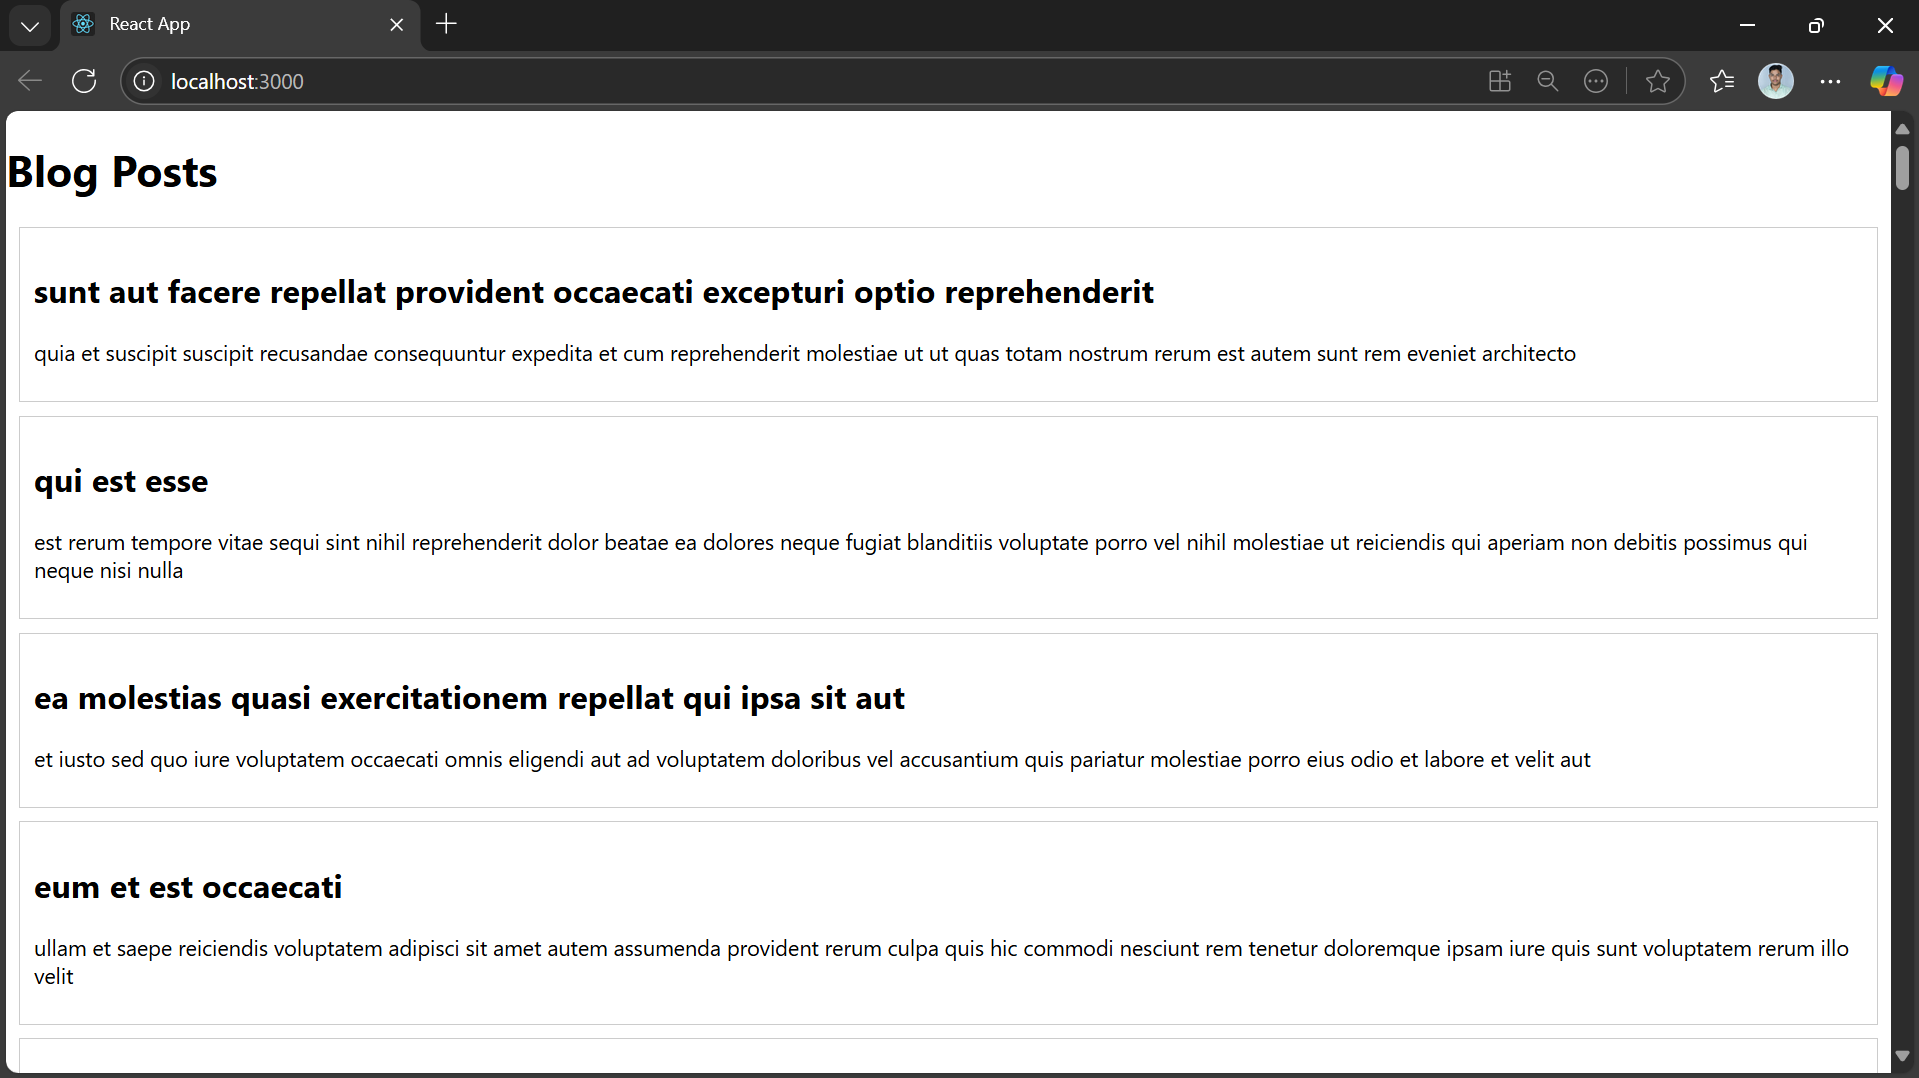 React App
localhost:3000
Blog Posts
sunt aut facere repellat provident occaecati excepturi optio reprehenderit
quia et suscipit suscipit recusandae consequuntur expedita et cum reprehenderit molestiae ut ut quas totam nostrum rerum est autem sunt rem eveniet architecto
qui est esse
est rerum tempore vitae sequi sint nihil reprehenderit dolor beatae ea dolores neque fugiat blanditiis voluptate porro vel nihil molestiae ut reiciendis qui aperiam non debitis possimus qui
neque nisi nulla
ea molestias quasi exercitationem repellat qui ipsa sit aut
et iusto sed quo iure voluptatem occaecati omnis eligendi aut ad voluptatem doloribus vel accusantium quis pariatur molestiae porro eius odio et labore et velit aut
eum et est occaecati
ullam et saepe reiciendis voluptatem adipisci sit amet autem assumenda provident rerum culpa quis hic commodi nesciunt rem tenetur doloremque ipsam iure quis sunt voluptatem rerum illo
velit